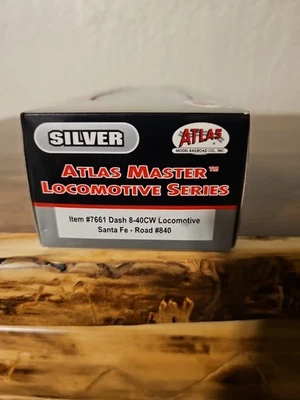 SILVER
ATLAS
MODEL RAILROAD CO., INC.
ATLAS MASTER™
LOCOMOTIVE SERIES
Item #7661 Dash 8-40CW Locomotive
Santa Fe - Road #840